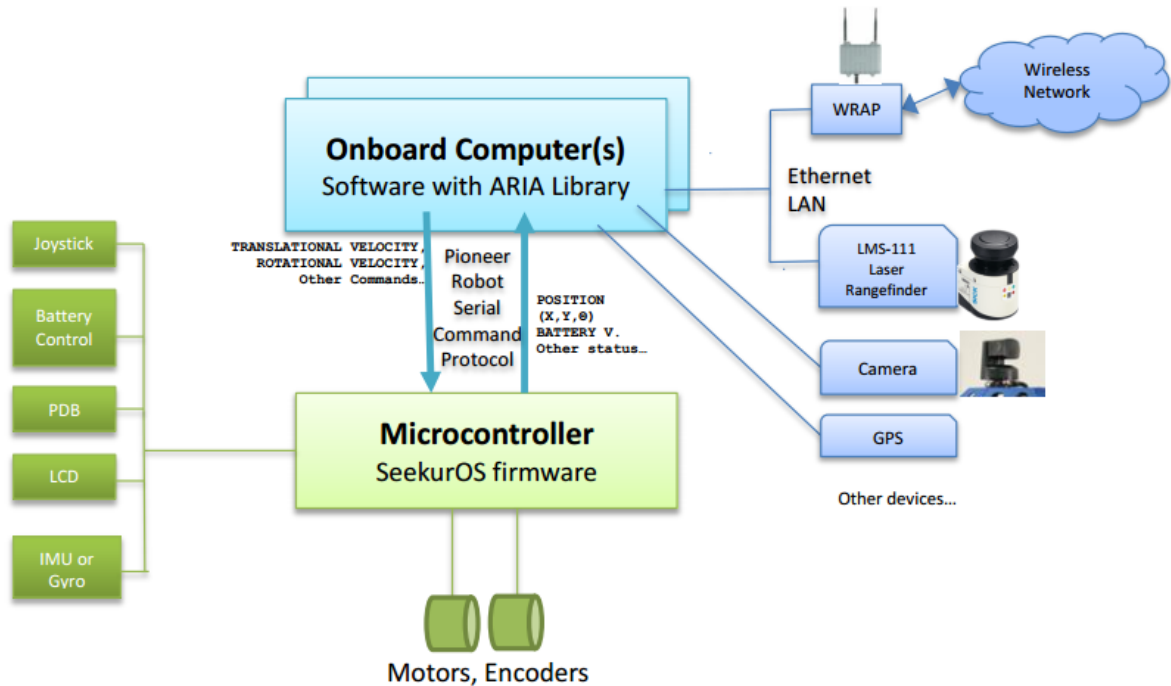 WRAP
Wireless
Network
Onboard Computer(s)
Software with ARIA Library
Ethernet
LAN
Joystick
TRANSLATIONAL VELOCITY,
ROTATIONAL VELOCITY,
Other Commands…
Pioneer
Robot
Serial
Command
Protocol
POSITION
(X,Y,Θ)
BATTERY V.
Other status…
LMS-111
Laser
Rangefinder
Battery
Control
Camera
PDB
GPS
Microcontroller
SeekurOS firmware
LCD
Other devices…
IMU or
Gyro
Motors, Encoders